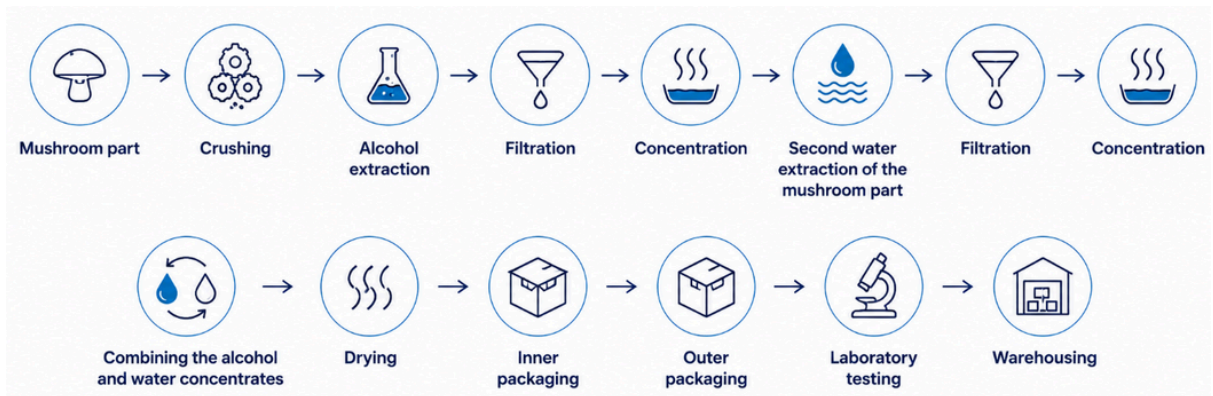 Mushroom part
Crushing
Alcohol
extraction
Filtration
Concentration
Second water
extraction of the
mushroom part
Filtration
Concentration
Combining the alcohol
and water concentrates
Drying
Inner
packaging
Outer
packaging
Laboratory
testing
Warehousing